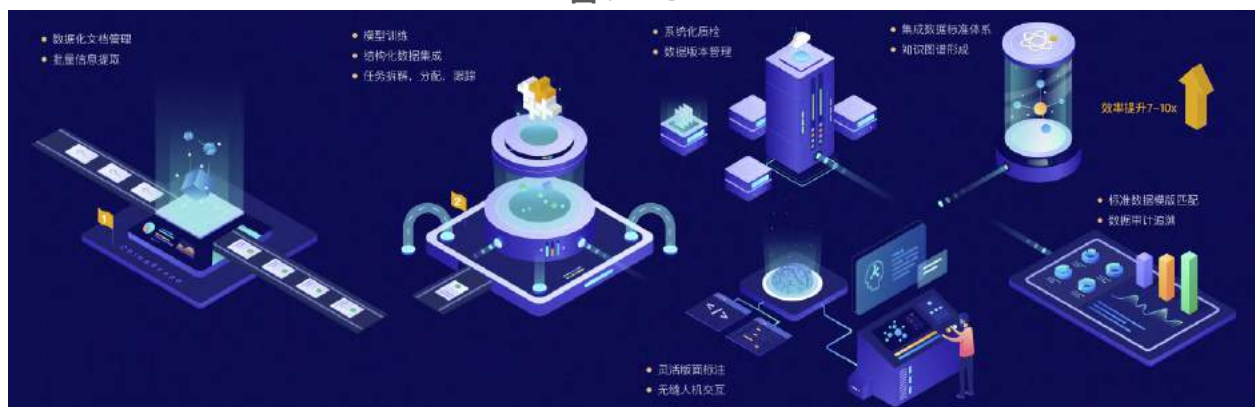 数据化文档管理
批量信息提取
模型训练
结构化数据集成
任务拆解、分配、跟踪
系统化质检
数据版本管理
集成数据标准体系
知识图谱形成
效率提升7-10x
标准数据模版匹配
数据审计追溯
灵活版面标注
无缝人机交互
1
2